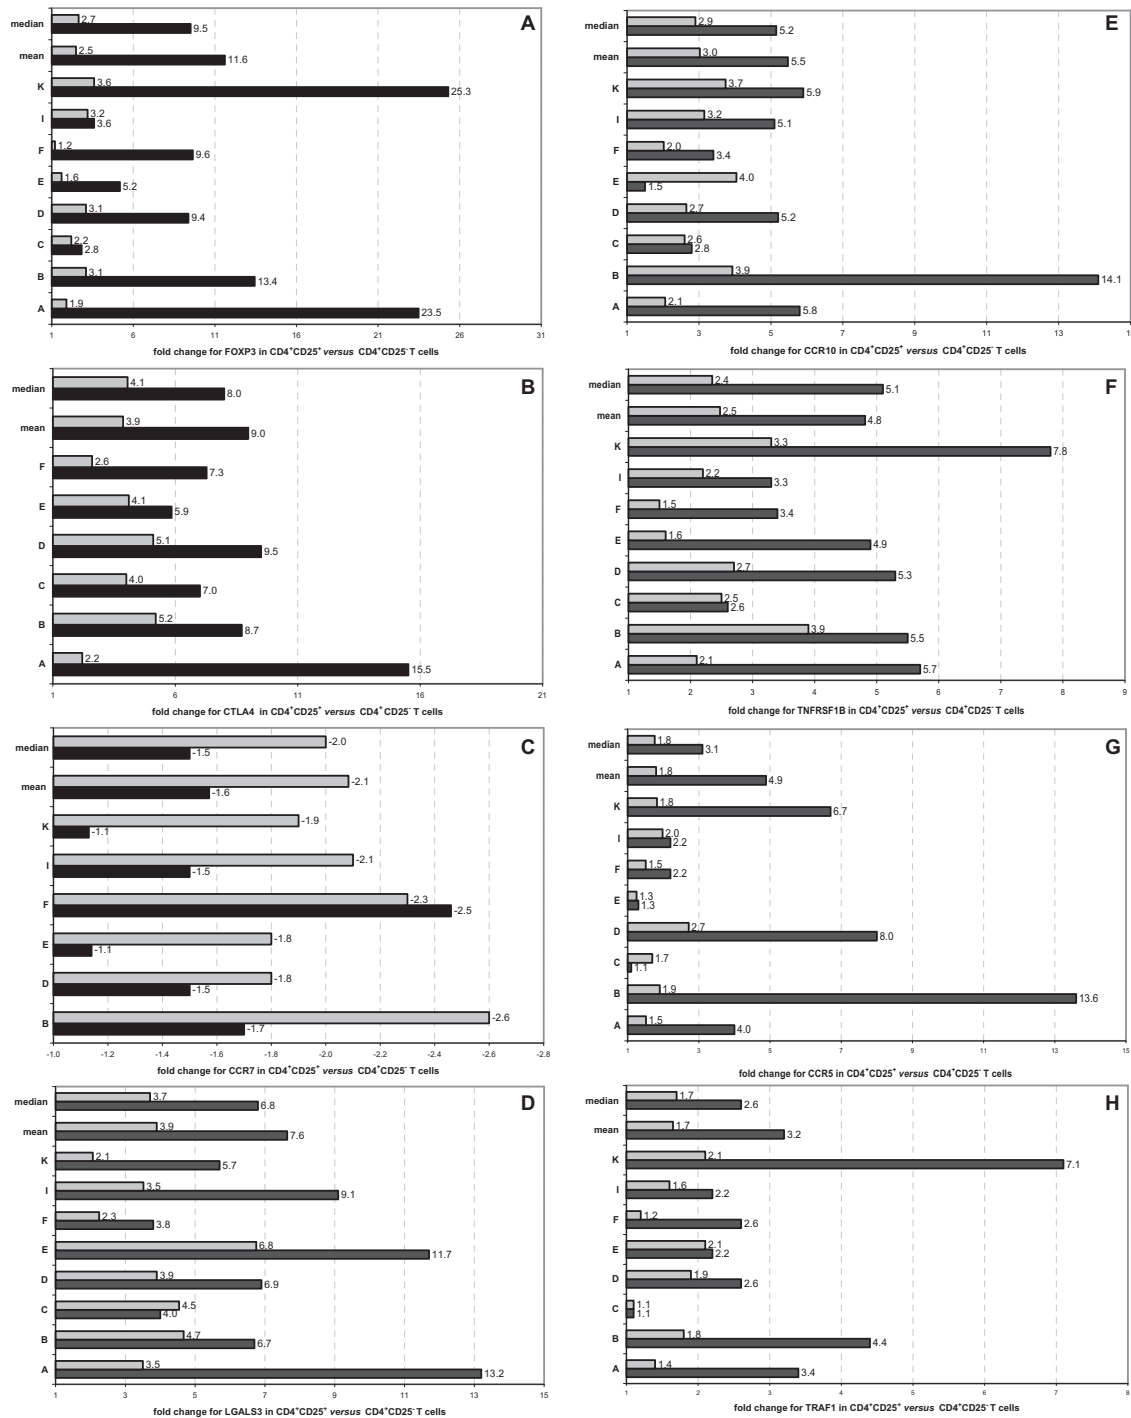 A
median 2.7 9.5
mean 2.5 11.6
K 3.6 25.3
I 3.2 3.6
F 1.2 9.6
E 1.6 5.2
D 3.1 9.4
C 2.2 2.8
B 3.1 13.4
A 1.9 23.5
1 6 11 16 21 26 31
fold change for FOXP3 in CD4⁺CD25⁺ versus CD4⁺CD25⁻ T cells
B
median 4.1 8.0
mean 3.9 9.0
F 2.6 7.3
E 4.1 5.9
D 5.1 9.5
C 4.0 7.0
B 5.2 8.7
A 2.2 15.5
1 6 11 16 21
fold change for CTLA4 in CD4⁺CD25⁺ versus CD4⁺CD25⁻ T cells
C
median -2.0 -1.5
mean -2.1 -1.6
K -1.9 -1.1
I -2.1 -1.5
F -2.3 -2.5
E -1.8 -1.1
D -1.8 -1.5
B -2.6 -1.7
-1.0 -1.2 -1.4 -1.6 -1.8 -2.0 -2.2 -2.4 -2.6 -2.8
fold change for CCR7 in CD4⁺CD25⁺ versus CD4⁺CD25⁻ T cells
D
median 3.7 6.8
mean 3.9 7.6
K 2.1 5.7
I 3.5 9.1
F 2.3 3.8
E 6.8 11.7
D 3.9 6.9
C 4.5 4.0
B 4.7 6.7
A 3.5 13.2
1 3 5 7 9 11 13 15
fold change for LGALS3 in CD4⁺CD25⁺ versus CD4⁺CD25⁻ T cells
E
median 2.9 5.2
mean 3.0 5.5
K 3.7 5.9
I 3.2 5.1
F 2.0 3.4
E 4.0 1.5
D 2.7 5.2
C 2.6 2.8
B 3.9 14.1
A 2.1 5.8
1 3 5 7 9 11 13
fold change for CCR10 in CD4⁺CD25⁺ versus CD4⁺CD25⁻ T cells
F
median 2.4 5.1
mean 2.5 4.8
K 3.3 7.8
I 2.2 3.3
F 1.5 3.4
E 1.6 4.9
D 2.7 5.3
C 2.5 2.6
B 3.9 5.5
A 2.1 5.7
1 2 3 4 5 6 7 8 9
fold change for TNFRSF1B in CD4⁺CD25⁺ versus CD4⁺CD25⁻ T cells
G
median 1.8 3.1
mean 1.8 4.9
K 1.8 6.7
I 2.0 2.2
F 1.5 2.2
E 1.3 1.3
D 2.7 8.0
C 1.7 1.1
B 1.9 13.6
A 1.5 4.0
1 3 5 7 9 11 13 15
fold change for CCR5 in CD4⁺CD25⁺ versus CD4⁺CD25⁻ T cells
H
median 1.7 2.6
mean 1.7 3.2
K 2.1 7.1
I 1.6 2.2
F 1.2 2.6
E 2.1 2.2
D 1.9 2.6
C 1.1 1.1
B 1.8 4.4
A 1.4 3.4
1 2 3 4 5 6 7 8
fold change for TRAF1 in CD4⁺CD25⁺ versus CD4⁺CD25⁻ T cells